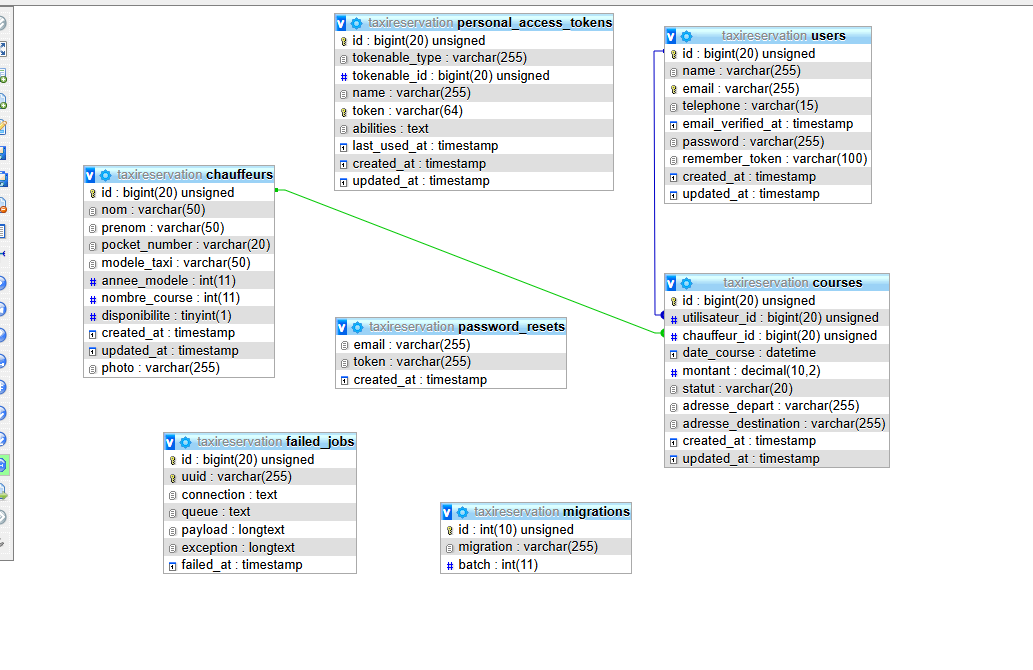 taxireservation personal_access_tokens
id : bigint(20) unsigned
tokenable_type : varchar(255)
tokenable_id : bigint(20) unsigned
name : varchar(255)
token : varchar(64)
abilities : text
last_used_at : timestamp
created_at : timestamp
updated_at : timestamp
taxireservation users
id : bigint(20) unsigned
name : varchar(255)
email : varchar(255)
telephone : varchar(15)
email_verified_at : timestamp
password : varchar(255)
remember_token : varchar(100)
created_at : timestamp
updated_at : timestamp
taxireservation chauffeurs
id : bigint(20) unsigned
nom : varchar(50)
prenom : varchar(50)
pocket_number : varchar(20)
modele_taxi : varchar(50)
annee_modele : int(11)
nombre_course : int(11)
disponibilite : tinyint(1)
created_at : timestamp
updated_at : timestamp
photo : varchar(255)
taxireservation courses
id : bigint(20) unsigned
utilisateur_id : bigint(20) unsigned
chauffeur_id : bigint(20) unsigned
date_course : datetime
montant : decimal(10,2)
statut : varchar(20)
adresse_depart : varchar(255)
adresse_destination : varchar(255)
created_at : timestamp
updated_at : timestamp
taxireservation password_resets
email : varchar(255)
token : varchar(255)
created_at : timestamp
taxireservation failed_jobs
id : bigint(20) unsigned
uuid : varchar(255)
connection : text
queue : text
payload : longtext
exception : longtext
failed_at : timestamp
taxireservation migrations
id : int(10) unsigned
migration : varchar(255)
batch : int(11)